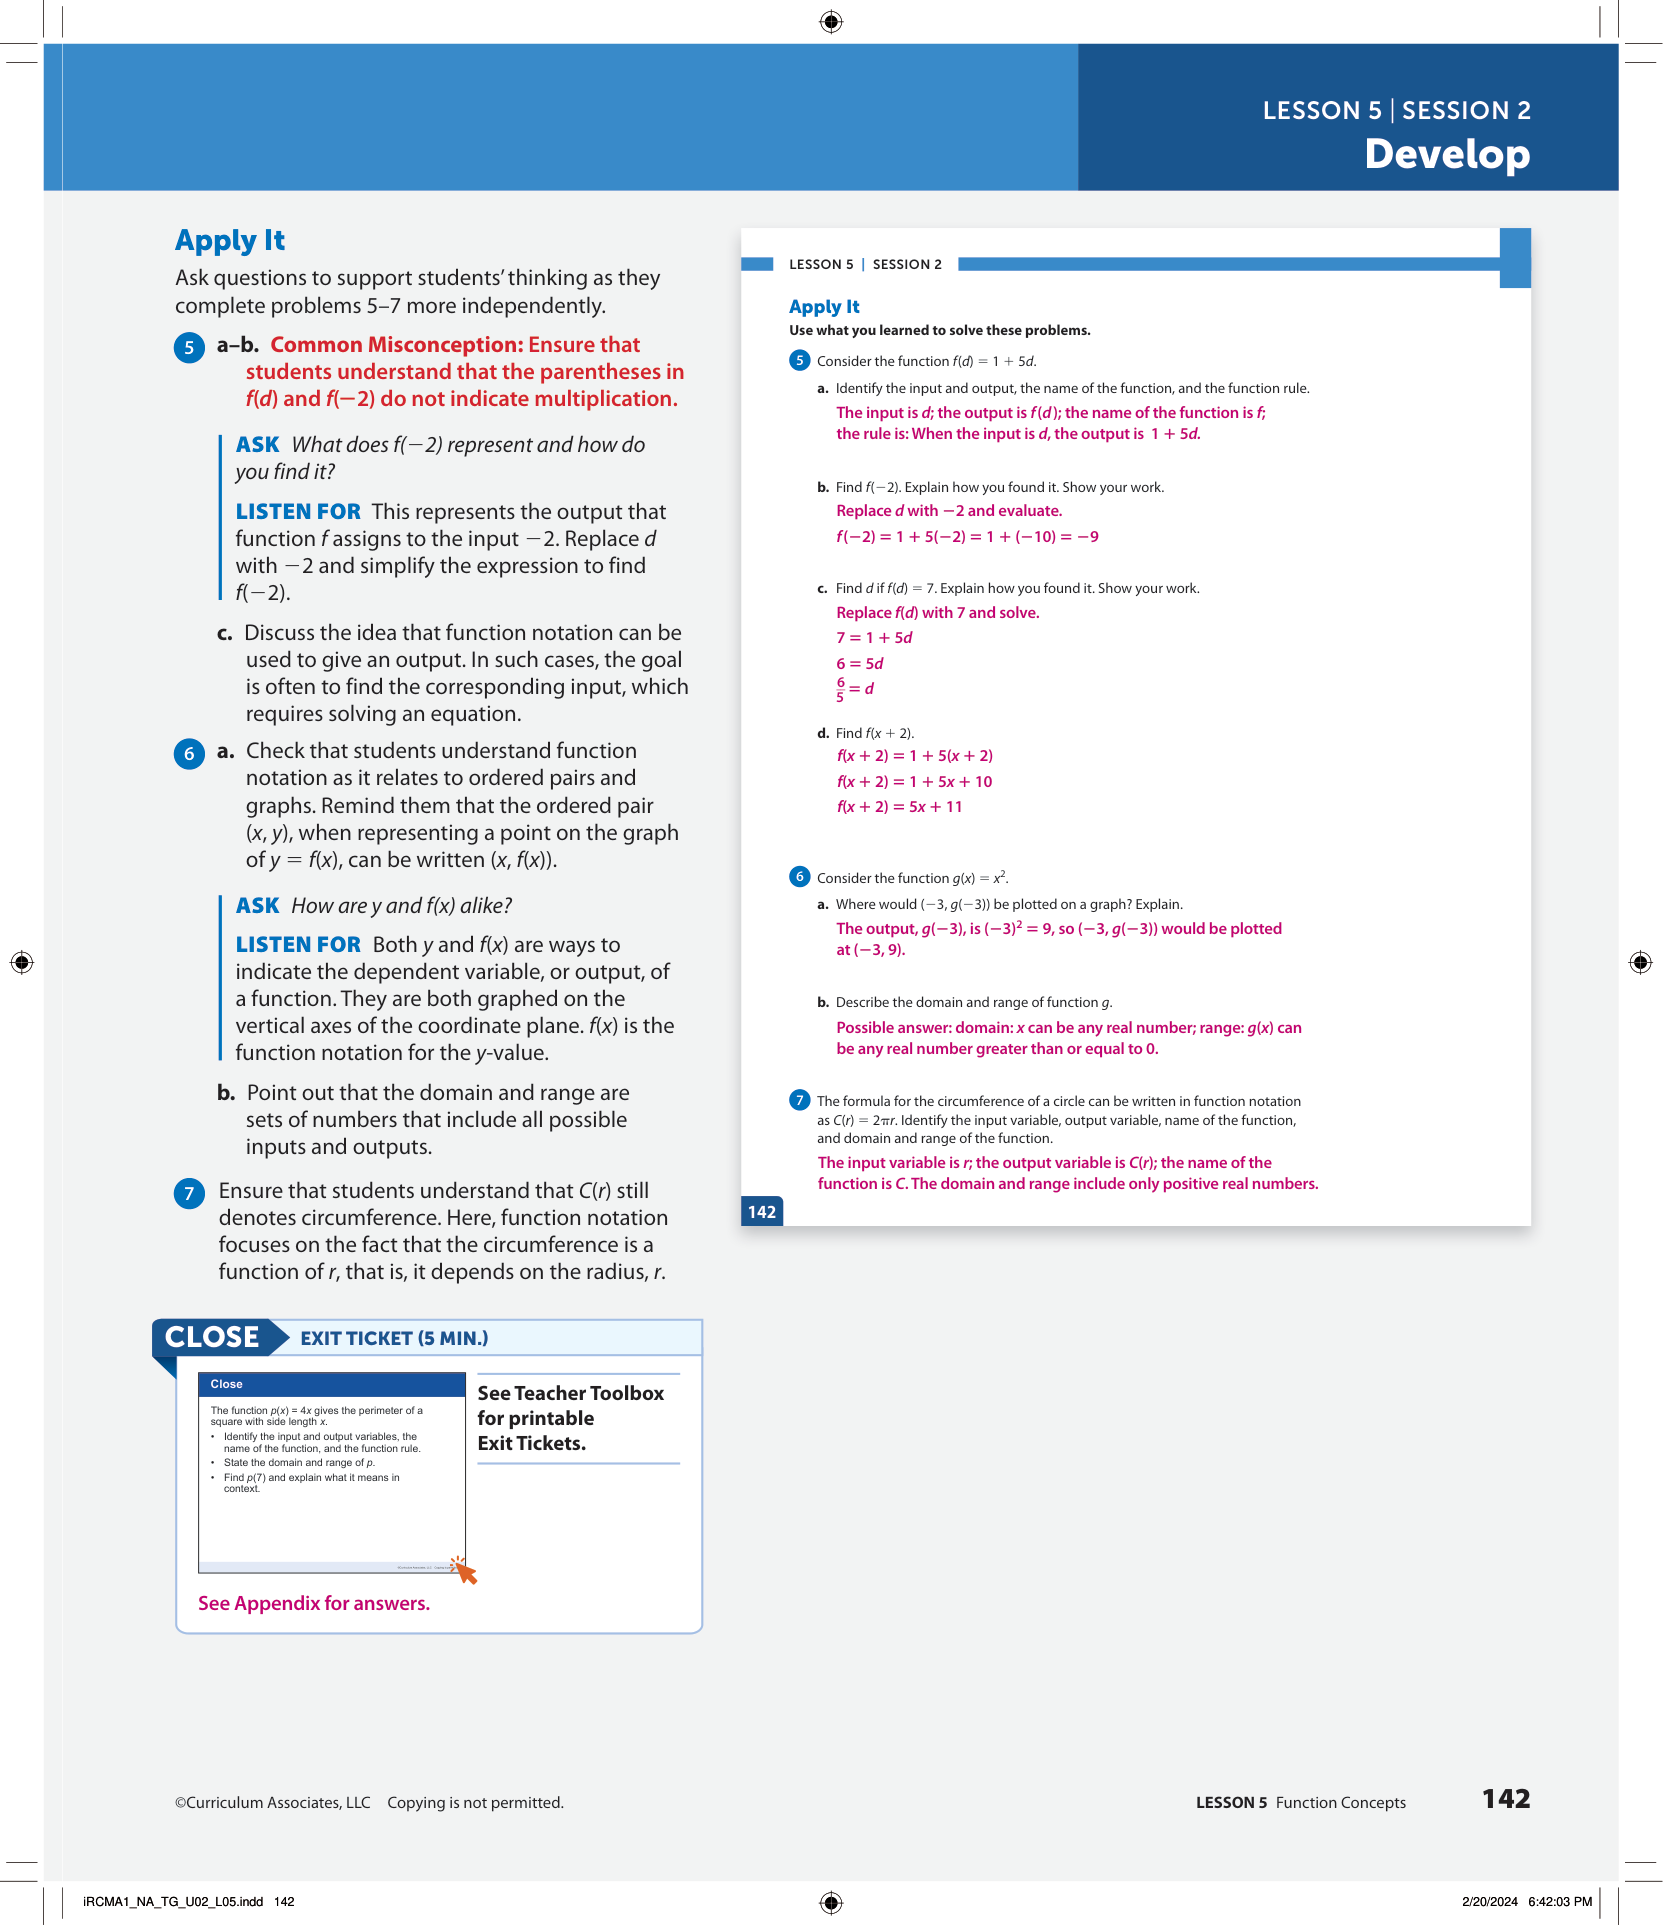 LESSON 5 | SESSION 2
Develop
Apply It
Ask questions to support students’ thinking as they
complete problems 5–7 more independently.
5 a–b. Common Misconception: Ensure that
students understand that the parentheses in
f(d) and f(−2) do not indicate multiplication.
ASK What does f(−2) represent and how do
you find it?
LISTEN FOR This represents the output that
function f assigns to the input −2. Replace d
with −2 and simplify the expression to find
f(−2).
c. Discuss the idea that function notation can be
used to give an output. In such cases, the goal
is often to find the corresponding input, which
requires solving an equation.
6 a. Check that students understand function
notation as it relates to ordered pairs and
graphs. Remind them that the ordered pair
(x, y), when representing a point on the graph
of y = f(x), can be written (x, f(x)).
ASK How are y and f(x) alike?
LISTEN FOR Both y and f(x) are ways to
indicate the dependent variable, or output, of
a function. They are both graphed on the
vertical axes of the coordinate plane. f(x) is the
function notation for the y-value.
b. Point out that the domain and range are
sets of numbers that include all possible
inputs and outputs.
7 Ensure that students understand that C(r) still
denotes circumference. Here, function notation
focuses on the fact that the circumference is a
function of r, that is, it depends on the radius, r.
CLOSE EXIT TICKET (5 MIN.)
Close
The function p(x) = 4x gives the perimeter of a
square with side length x.
• Identify the input and output variables, the
name of the function, and the function rule.
• State the domain and range of p.
• Find p(7) and explain what it means in
context.
See Teacher Toolbox
for printable
Exit Tickets.
See Appendix for answers.
LESSON 5 | SESSION 2
Apply It
Use what you learned to solve these problems.
5 Consider the function f(d) = 1 + 5d.
a. Identify the input and output, the name of the function, and the function rule.
The input is d; the output is f(d); the name of the function is f;
the rule is: When the input is d, the output is 1 + 5d.
b. Find f(−2). Explain how you found it. Show your work.
Replace d with −2 and evaluate.
f(−2) = 1 + 5(−2) = 1 + (−10) = −9
c. Find d if f(d) = 7. Explain how you found it. Show your work.
Replace f(d) with 7 and solve.
7 = 1 + 5d
6 = 5d
6/5 = d
d. Find f(x + 2).
f(x + 2) = 1 + 5(x + 2)
f(x + 2) = 1 + 5x + 10
f(x + 2) = 5x + 11
6 Consider the function g(x) = x².
a. Where would (−3, g(−3)) be plotted on a graph? Explain.
The output, g(−3), is (−3)² = 9, so (−3, g(−3)) would be plotted
at (−3, 9).
b. Describe the domain and range of function g.
Possible answer: domain: x can be any real number; range: g(x) can
be any real number greater than or equal to 0.
7 The formula for the circumference of a circle can be written in function notation
as C(r) = 2πr. Identify the input variable, output variable, name of the function,
and domain and range of the function.
The input variable is r; the output variable is C(r); the name of the
function is C. The domain and range include only positive real numbers.
142
©Curriculum Associates, LLC Copying is not permitted.
LESSON 5 Function Concepts 142
iRCMA1_NA_TG_U02_L05.indd 142
2/20/2024 6:42:03 PM